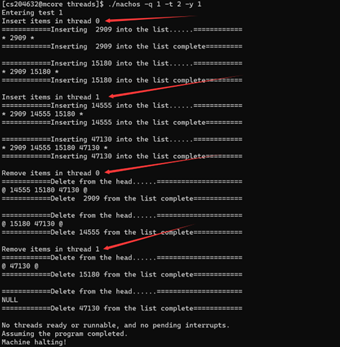 [cs204632@mcore threads]$ ./nachos -q 1 -t 2 -y 1
Entering test 1
Insert items in thread 0
============Inserting  2909 into the list......============
* 2909 *
============Inserting  2909 into the list complete============

============Inserting 15180 into the list......============
* 2909 15180 *
============Inserting 15180 into the list complete============

Insert items in thread 1
============Inserting 14555 into the list......============
* 2909 14555 15180 *
============Inserting 14555 into the list complete============

============Inserting 47130 into the list......============
* 2909 14555 15180 47130 *
============Inserting 47130 into the list complete============

Remove items in thread 0
============Delete from the head......=====================
@ 14555 15180 47130 @
============Delete  2909 from the list complete============

============Delete from the head......=====================
@ 15180 47130 @
============Delete 14555 from the list complete============

Remove items in thread 1
============Delete from the head......=====================
@ 47130 @
============Delete 15180 from the list complete============

============Delete from the head......=====================
NULL
============Delete 47130 from the list complete============

No threads ready or runnable, and no pending interrupts.
Assuming the program completed.
Machine halting!